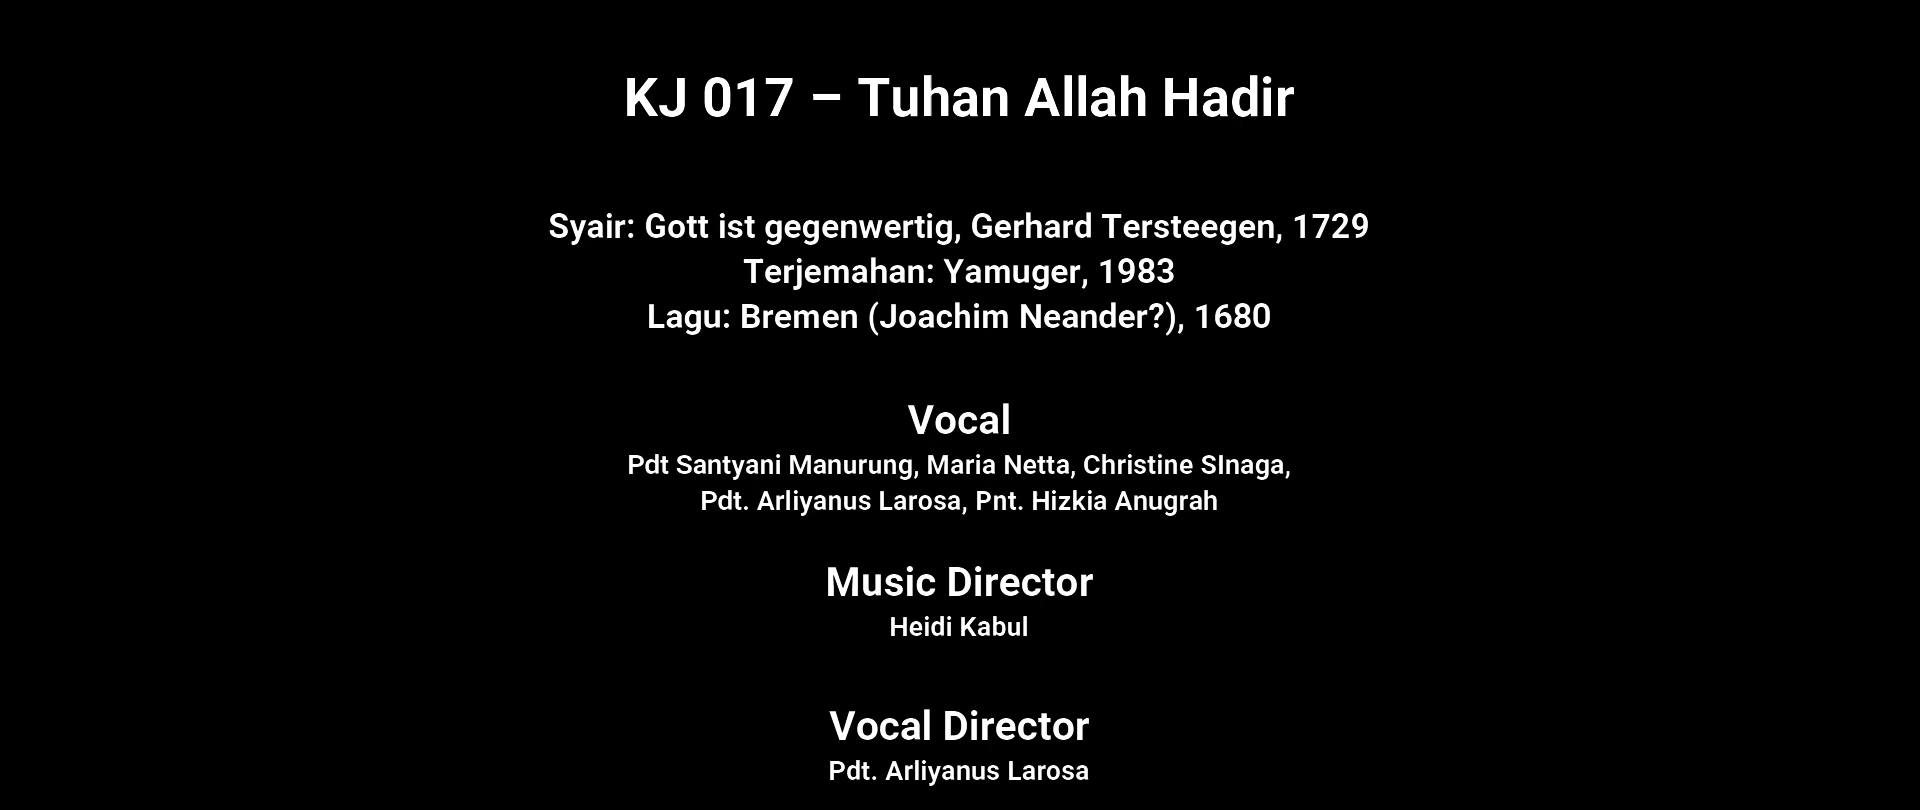 KJ 017 – Tuhan Allah Hadir
Syair: Gott ist gegenwertig, Gerhard Tersteegen, 1729
Terjemahan: Yamuger, 1983
Lagu: Bremen (Joachim Neander?), 1680
Vocal
Pdt Santyani Manurung, Maria Netta, Christine SInaga,
Pdt. Arliyanus Larosa, Pnt. Hizkia Anugrah
Music Director
Heidi Kabul
Vocal Director
Pdt. Arliyanus Larosa